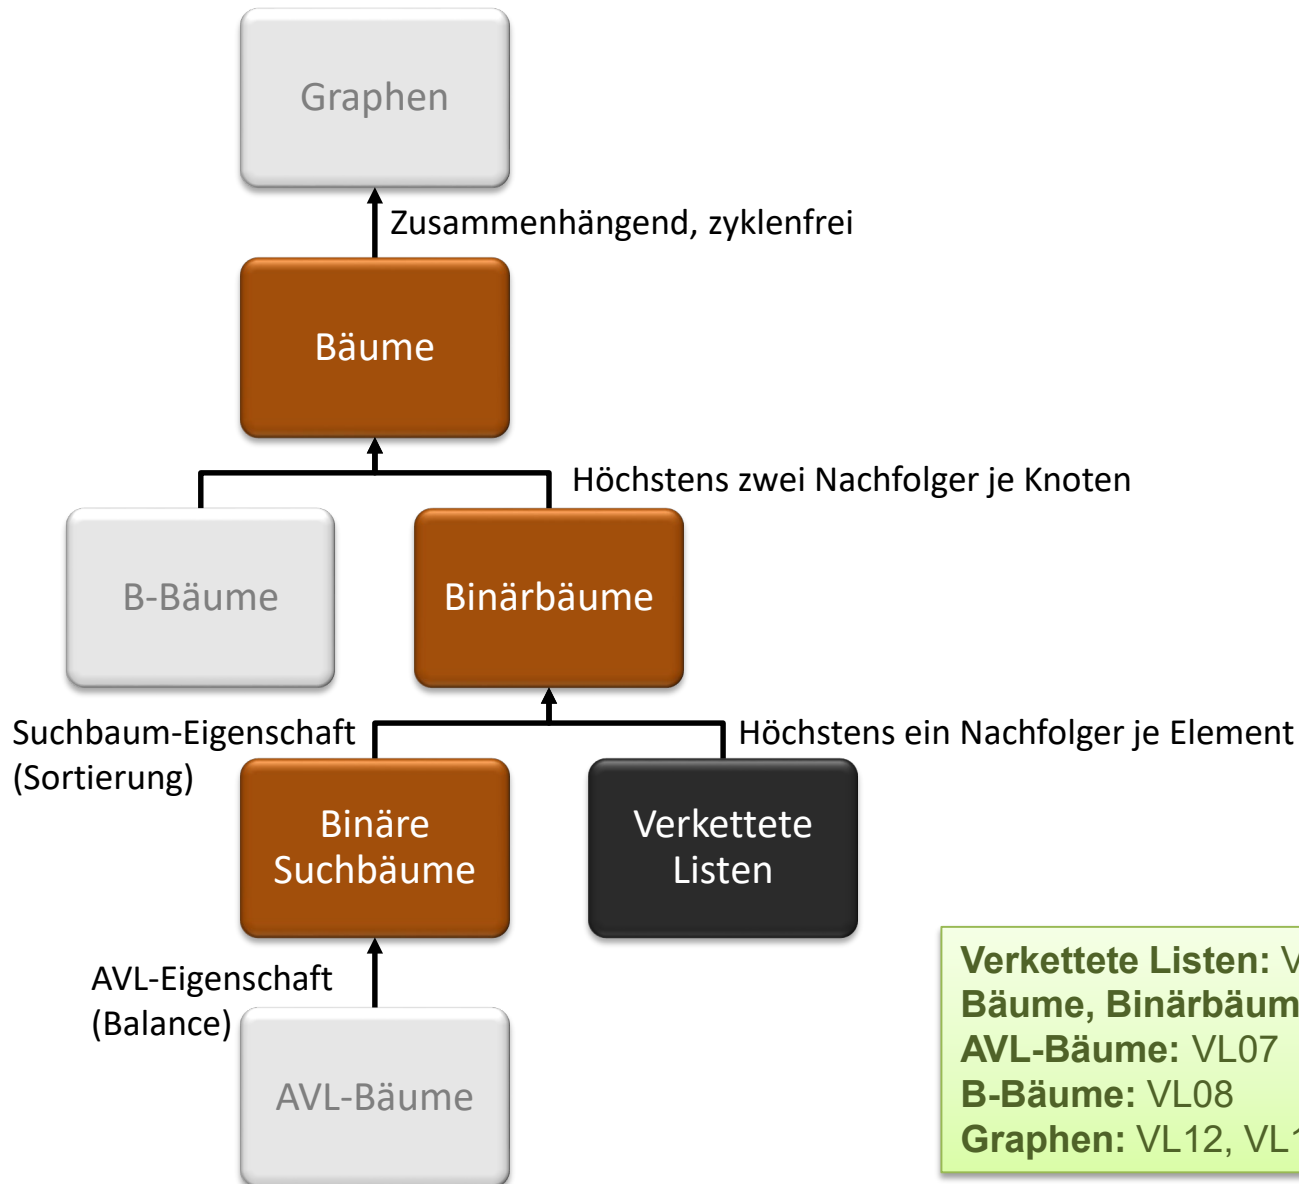 Graphen
Zusammenhängend, zyklenfrei
Bäume
Höchstens zwei Nachfolger je Knoten
B-Bäume
Binärbäume
Suchbaum-Eigenschaft
(Sortierung)
Höchstens ein Nachfolger je Element
Binäre
Suchbäume
Verkettete
Listen
AVL-Eigenschaft
(Balance)
AVL-Bäume
Verkettete Listen:
Bäume,
AVL-Bäume: VL07
B-Bäume: VL08
Graphen: VL12,